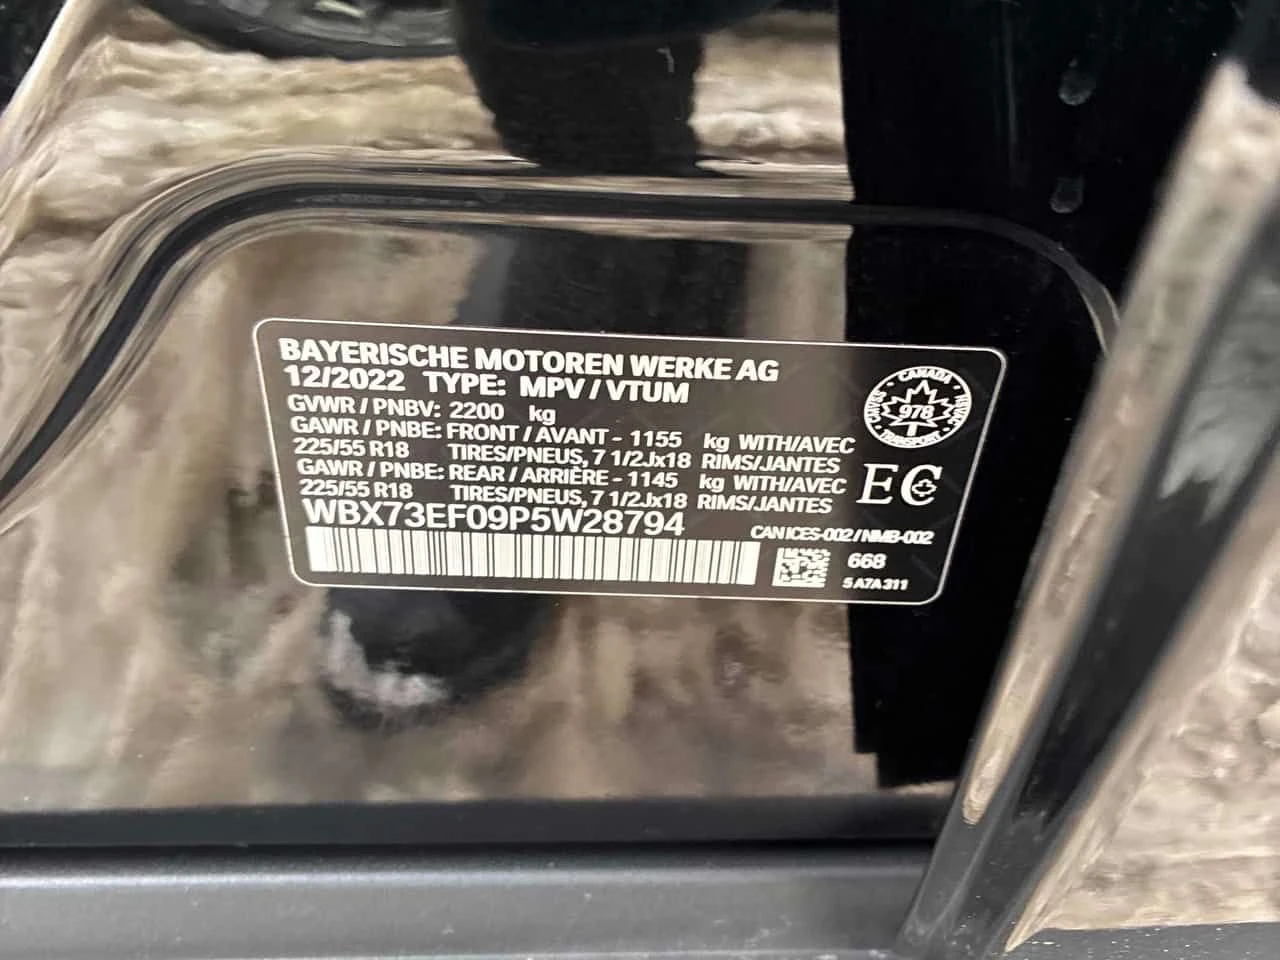 BAYERISCHE MOTOREN WERKE AG
12/2022 TYPE: MPV / VTUM
GVWR / PNBV: 2200 kg
GAWR / PNBE: FRONT / AVANT - 1155 kg WITH/AVEC
225/55 R18 TIRES/PNEUS, 7 1/2Jx18 RIMS/JANTES
GAWR / PNBE: REAR / ARRIÈRE - 1145 kg WITH/AVEC
225/55 R18 TIRES/PNEUS, 7 1/2Jx18 RIMS/JANTES
WBX73EF09P5W28794
CANADA
978
TRANSPORT
EC
CAN ICES-002 / NMB-002
668
5 A7A 311